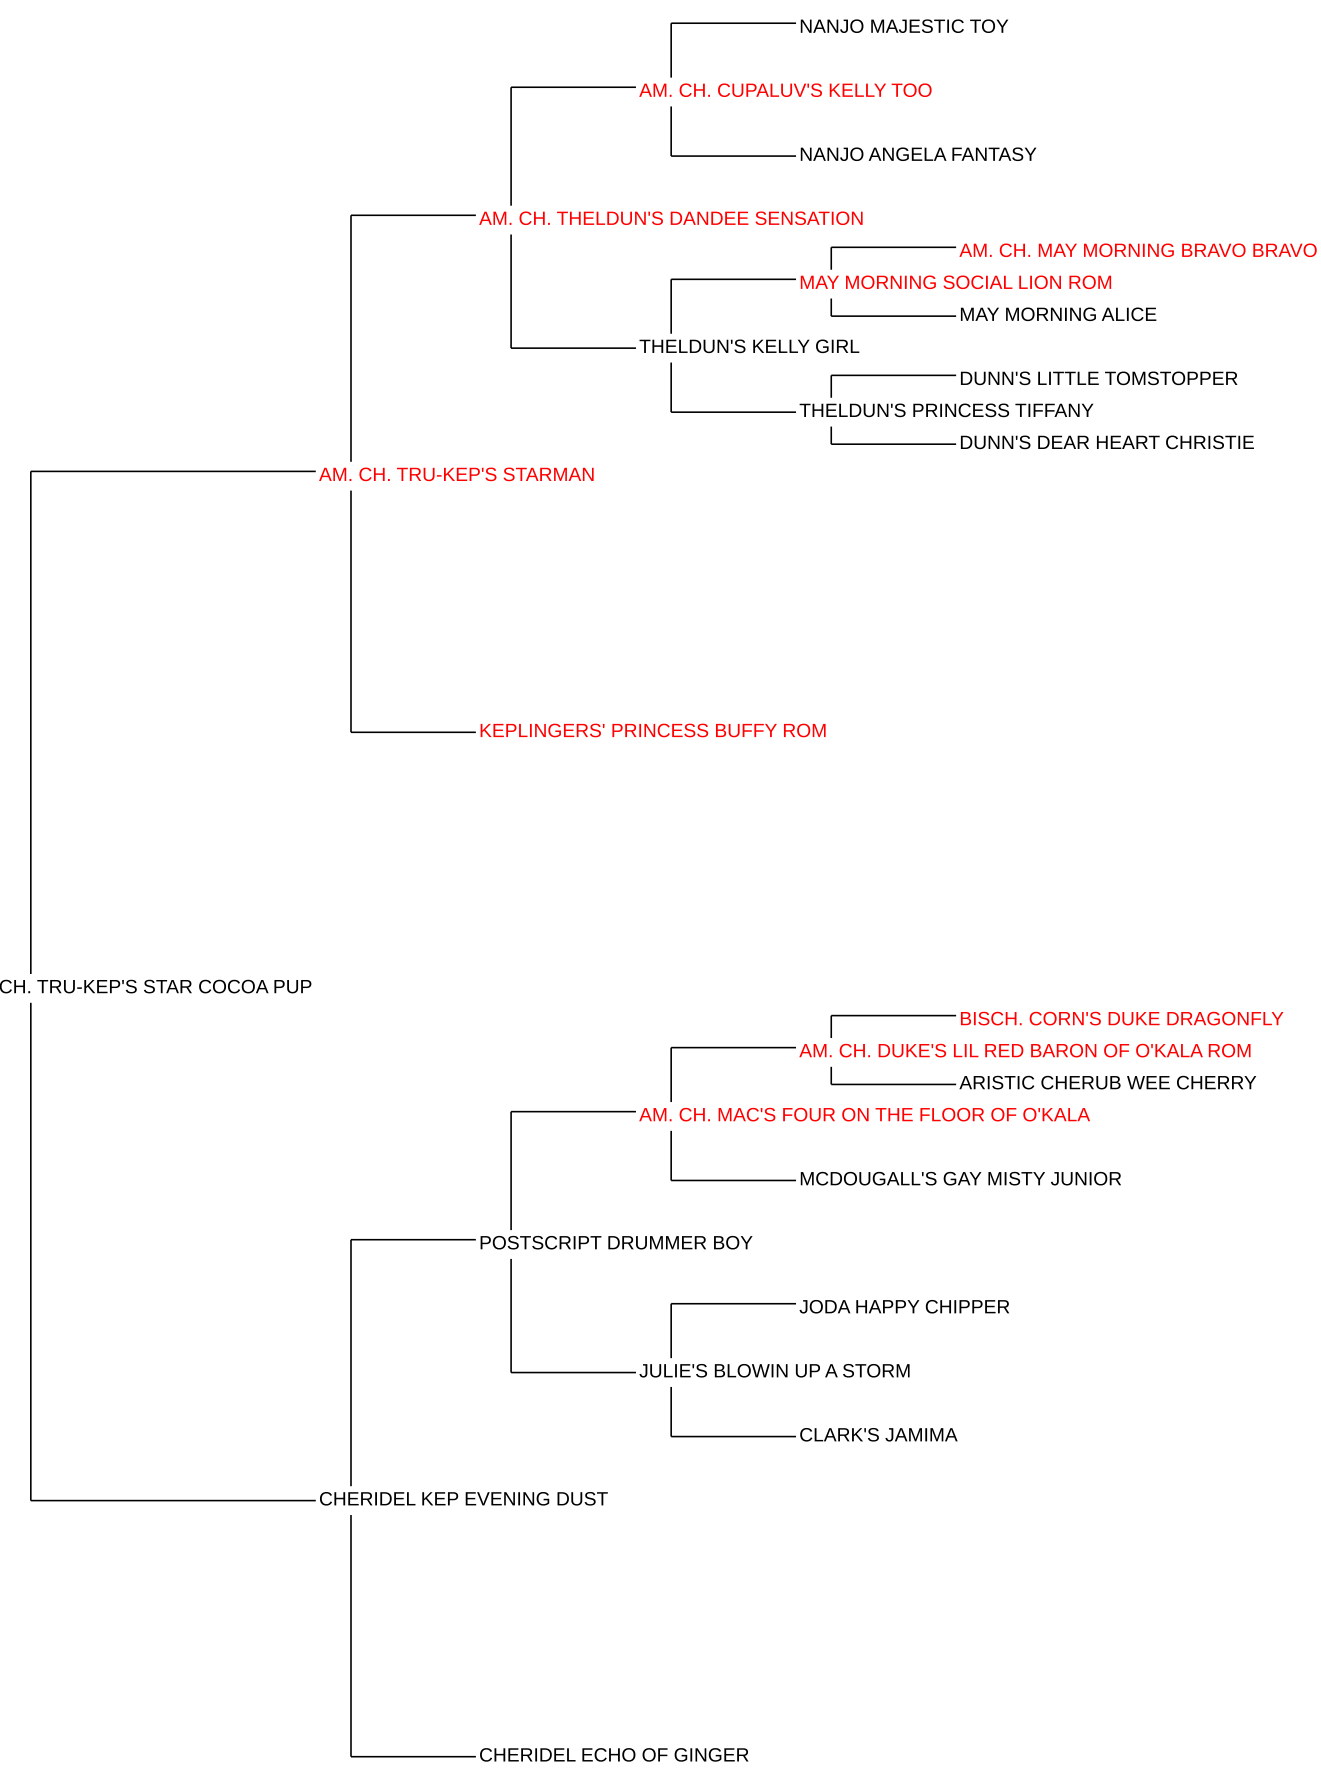 NANJO MAJESTIC TOY
AM. CH. CUPALUV'S KELLY TOO
NANJO ANGELA FANTASY
AM. CH. THELDUN'S DANDEE SENSATION
AM. CH. MAY MORNING BRAVO BRAVO
MAY MORNING SOCIAL LION ROM
MAY MORNING ALICE
THELDUN'S KELLY GIRL
DUNN'S LITTLE TOMSTOPPER
THELDUN'S PRINCESS TIFFANY
DUNN'S DEAR HEART CHRISTIE
AM. CH. TRU-KEP'S STARMAN
KEPLINGERS' PRINCESS BUFFY ROM
CH. TRU-KEP'S STAR COCOA PUP
BISCH. CORN'S DUKE DRAGONFLY
AM. CH. DUKE'S LIL RED BARON OF O'KALA ROM
ARISTIC CHERUB WEE CHERRY
AM. CH. MAC'S FOUR ON THE FLOOR OF O'KALA
MCDOUGALL'S GAY MISTY JUNIOR
POSTSCRIPT DRUMMER BOY
JODA HAPPY CHIPPER
JULIE'S BLOWIN UP A STORM
CLARK'S JAMIMA
CHERIDEL KEP EVENING DUST
CHERIDEL ECHO OF GINGER